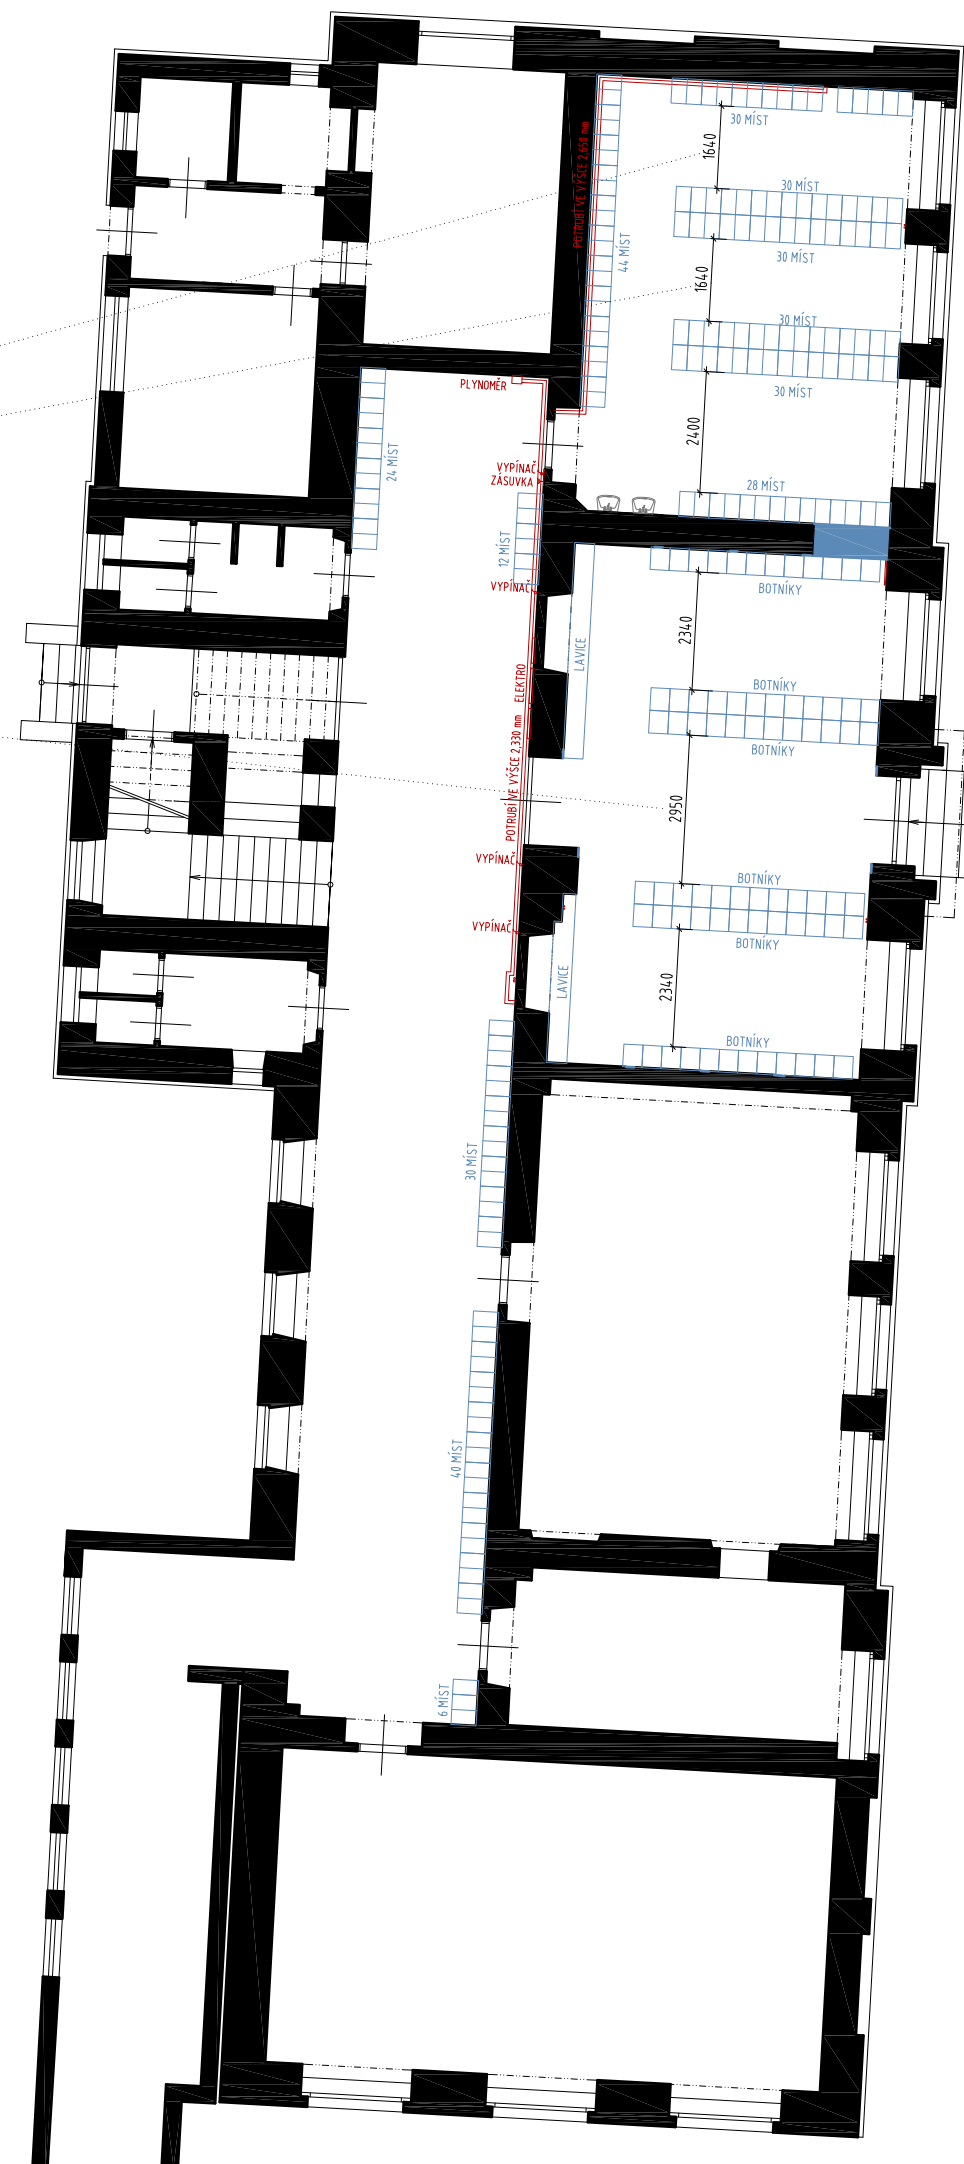 30 MÍST
1640
POTRUBÍ VE VÝŠCE 2,650 mm
30 MÍST
44 MÍST
30 MÍST
1640
30 MÍST
PLYNOMĚR
30 MÍST
2400
24 MÍST
VYPÍNAČ
ZÁSUVKA
28 MÍST
12 MÍST
VYPÍNAČ
BOTNÍKY
2340
LAVICE
ELEKTRO
BOTNÍKY
BOTNÍKY
POTRUBÍ VE VÝŠCE 2,330 mm
2950
VYPÍNAČ
BOTNÍKY
VYPÍNAČ
BOTNÍKY
LAVICE
2340
BOTNÍKY
30 MÍST
40 MÍST
6 MÍST